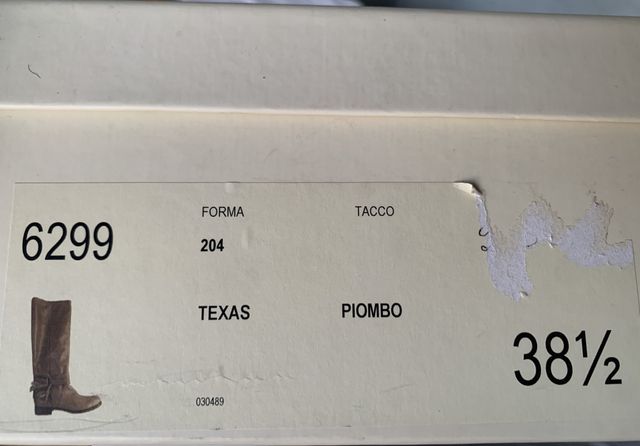 6299
FORMA
TACCO
204
TEXAS
PIOMBO
38½
030489